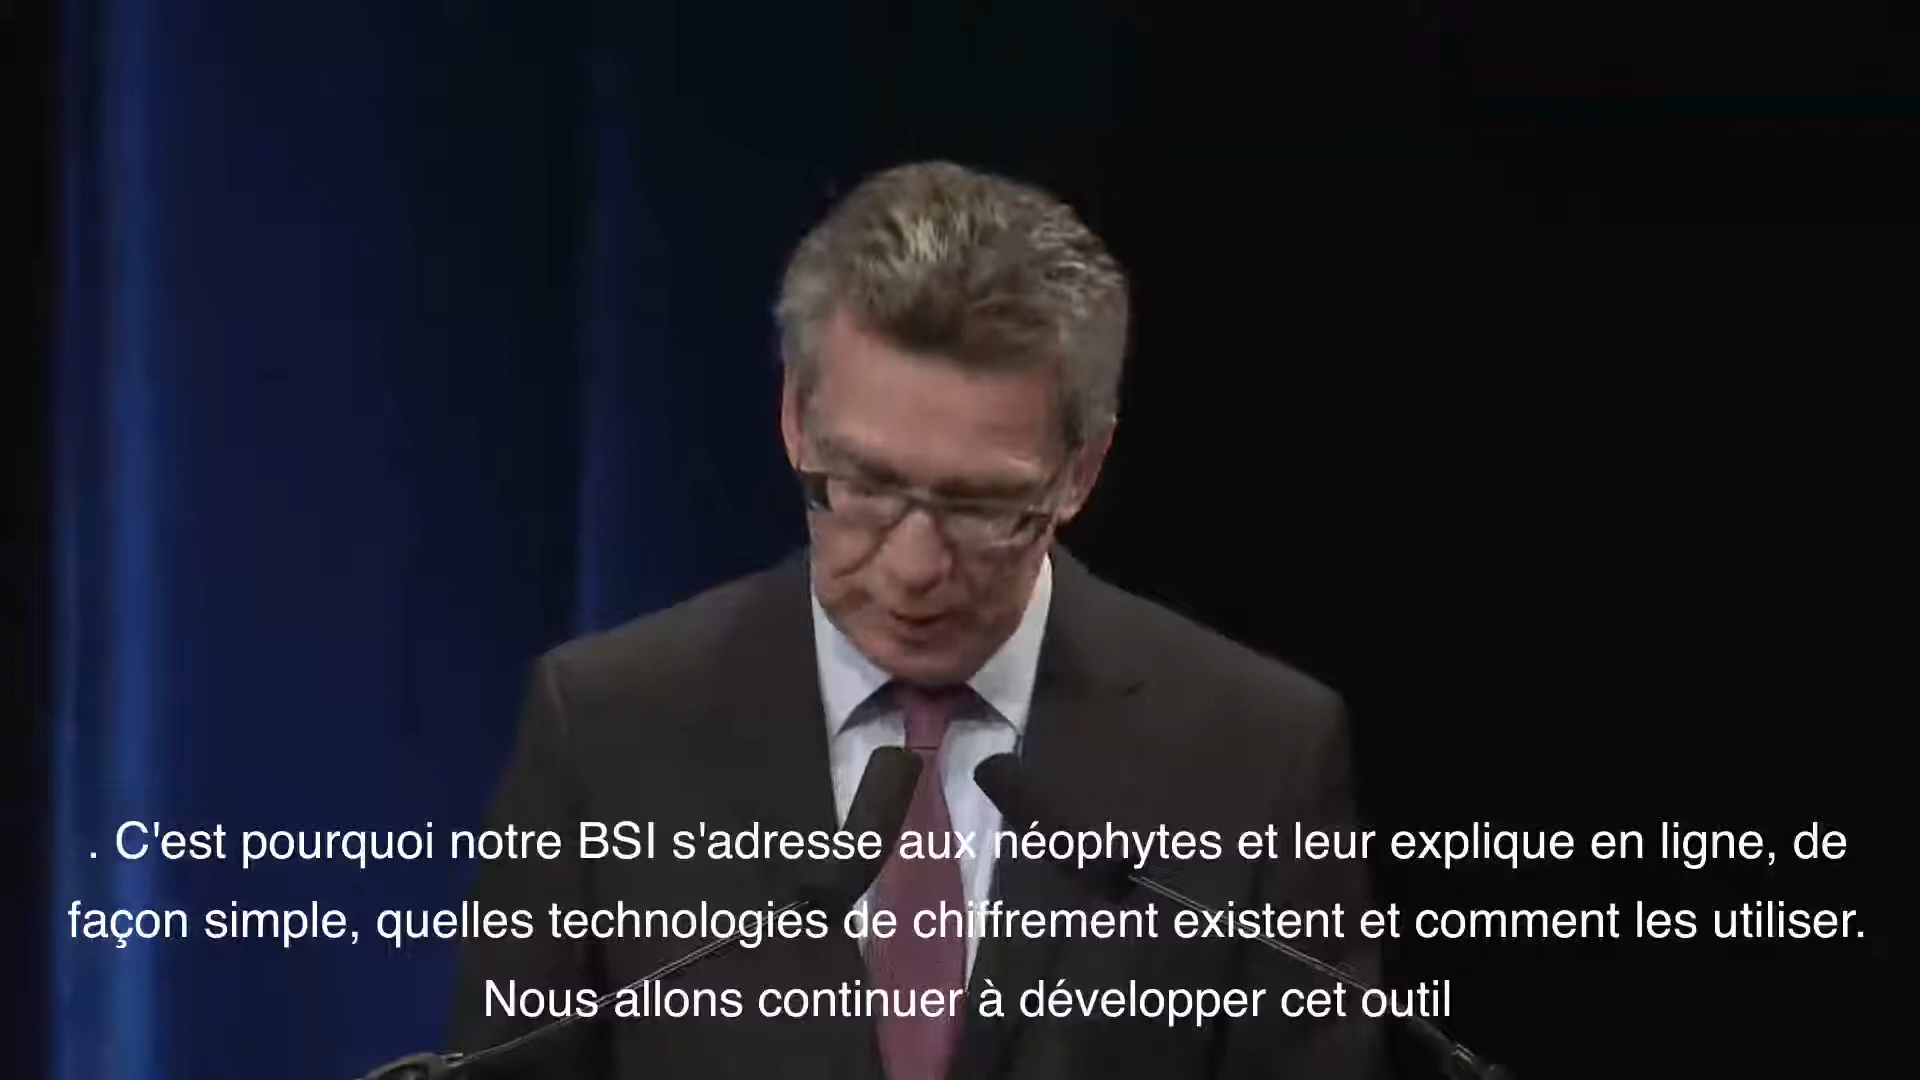 . C'est pourquoi notre BSI s'adresse aux néophytes et leur explique en ligne, de
façon simple, quelles technologies de chiffrement existent et comment les utiliser.
Nous allons continuer à développer cet outil